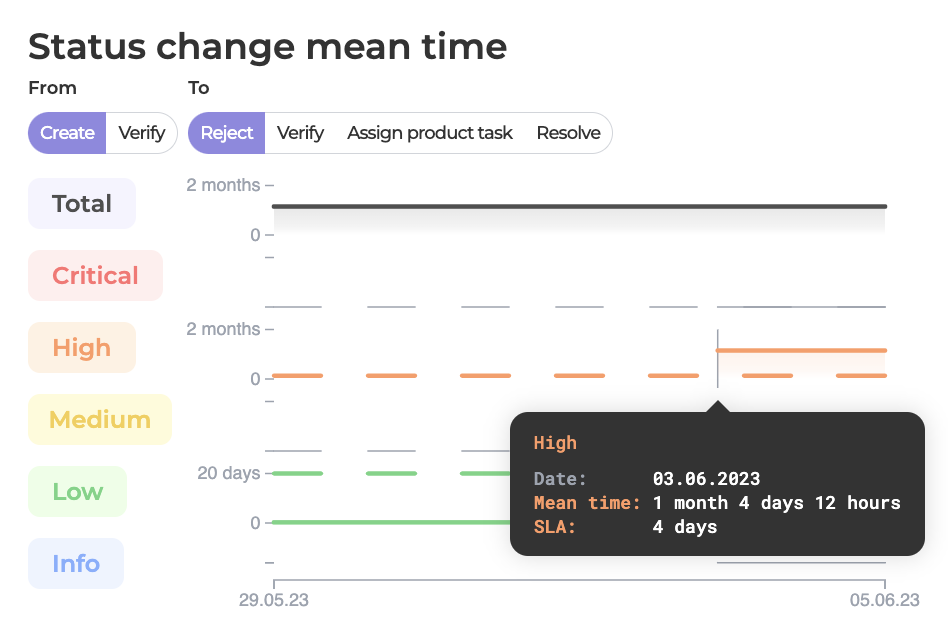 Status change mean time
From To
Create Verify Reject Verify Assign product task Resolve
Total
2 months
0
Critical
High
2 months
0
Medium
Low
20 days
0
Info
High
Date: 03.06.2023
Mean time: 1 month 4 days 12 hours
SLA: 4 days
29.05.23 05.06.23